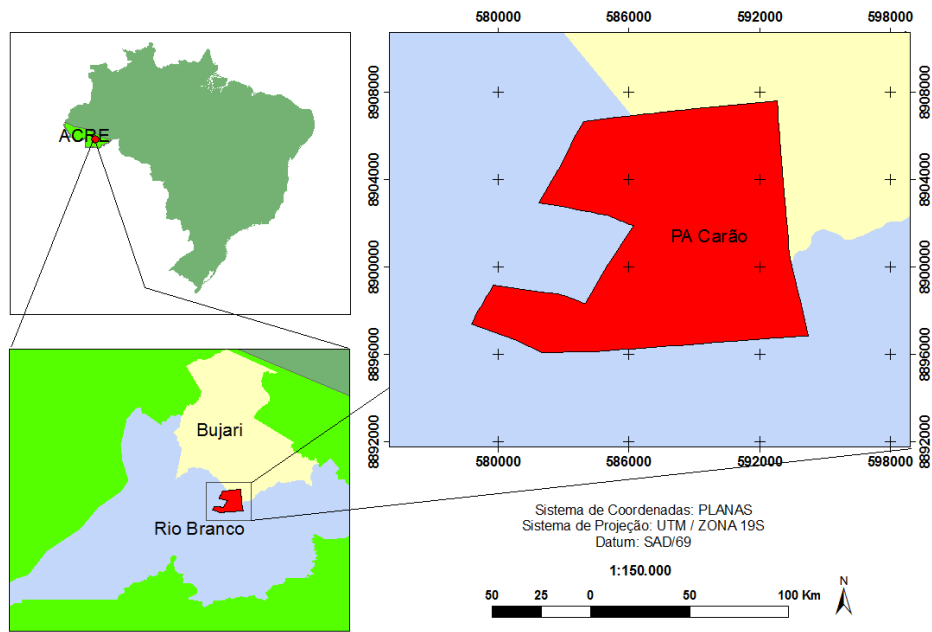 580000 586000 592000 598000
ACRE
8908000 8908000
8904000 8904000
PA Carão
8900000 8900000
8896000 8896000
8892000 8892000
580000 586000 592000 598000
Bujari
Rio Branco
Sistema de Coordenadas: PLANAS
Sistema de Projeção: UTM / ZONA 19S
Datum: SAD/69
1:150.000
50 25 0 50 100 Km
N